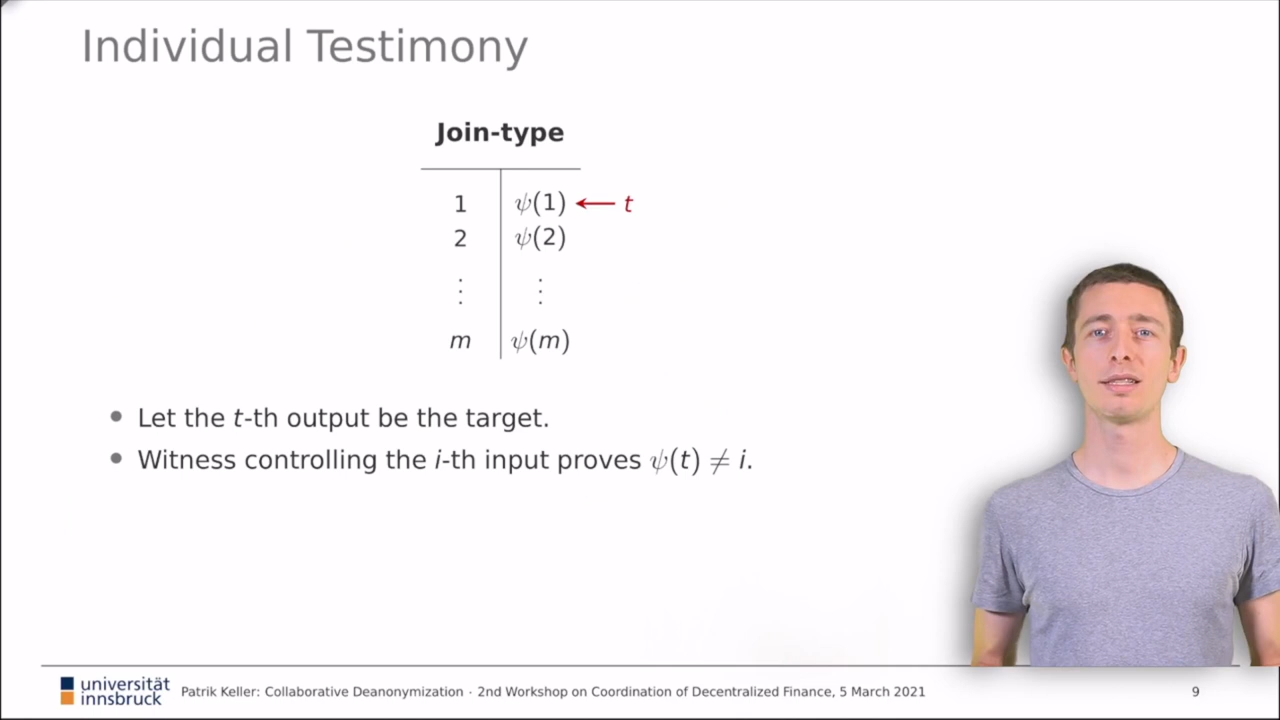 Individual Testimony
Join-type
1 ψ(1) ← t
2 ψ(2)
⋮ ⋮
m ψ(m)
• Let the t-th output be the target.
• Witness controlling the i-th input proves ψ(t) ≠ i.
universität
innsbruck
Patrik Keller: Collaborative Deanonymization · 2nd Workshop on Coordination of Decentralized Finance, 5 March 2021
9